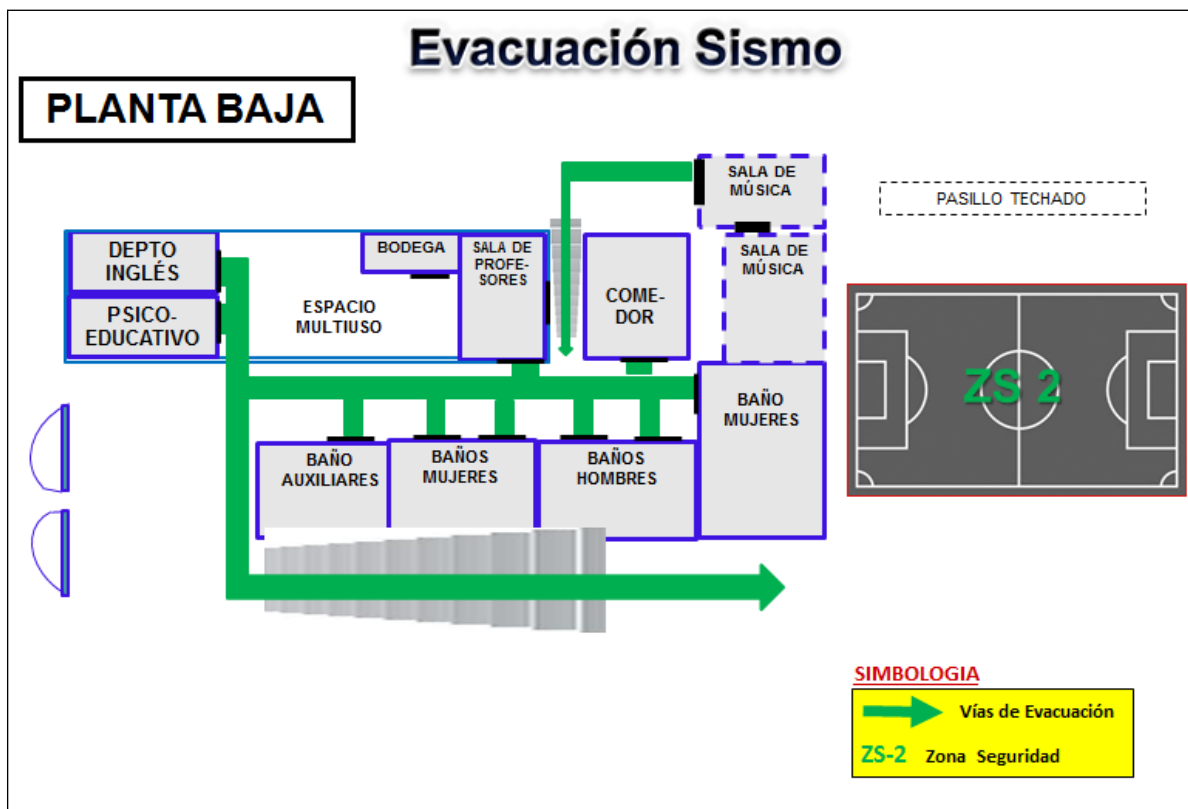 Evacuación Sismo
PLANTA BAJA
SALA DE
MÚSICA
PASILLO TECHADO
DEPTO
INGLÉS
BODEGA
SALA DE
PROFE-
SORES
SALA DE
MÚSICA
PSICO-
EDUCATIVO
ESPACIO
MULTIUSO
COME-
DOR
ZS 2
BAÑO
MUJERES
BAÑO
AUXILIARES
BAÑOS
MUJERES
BAÑOS
HOMBRES
SIMBOLOGIA
Vías de Evacuación
ZS-2 Zona Seguridad